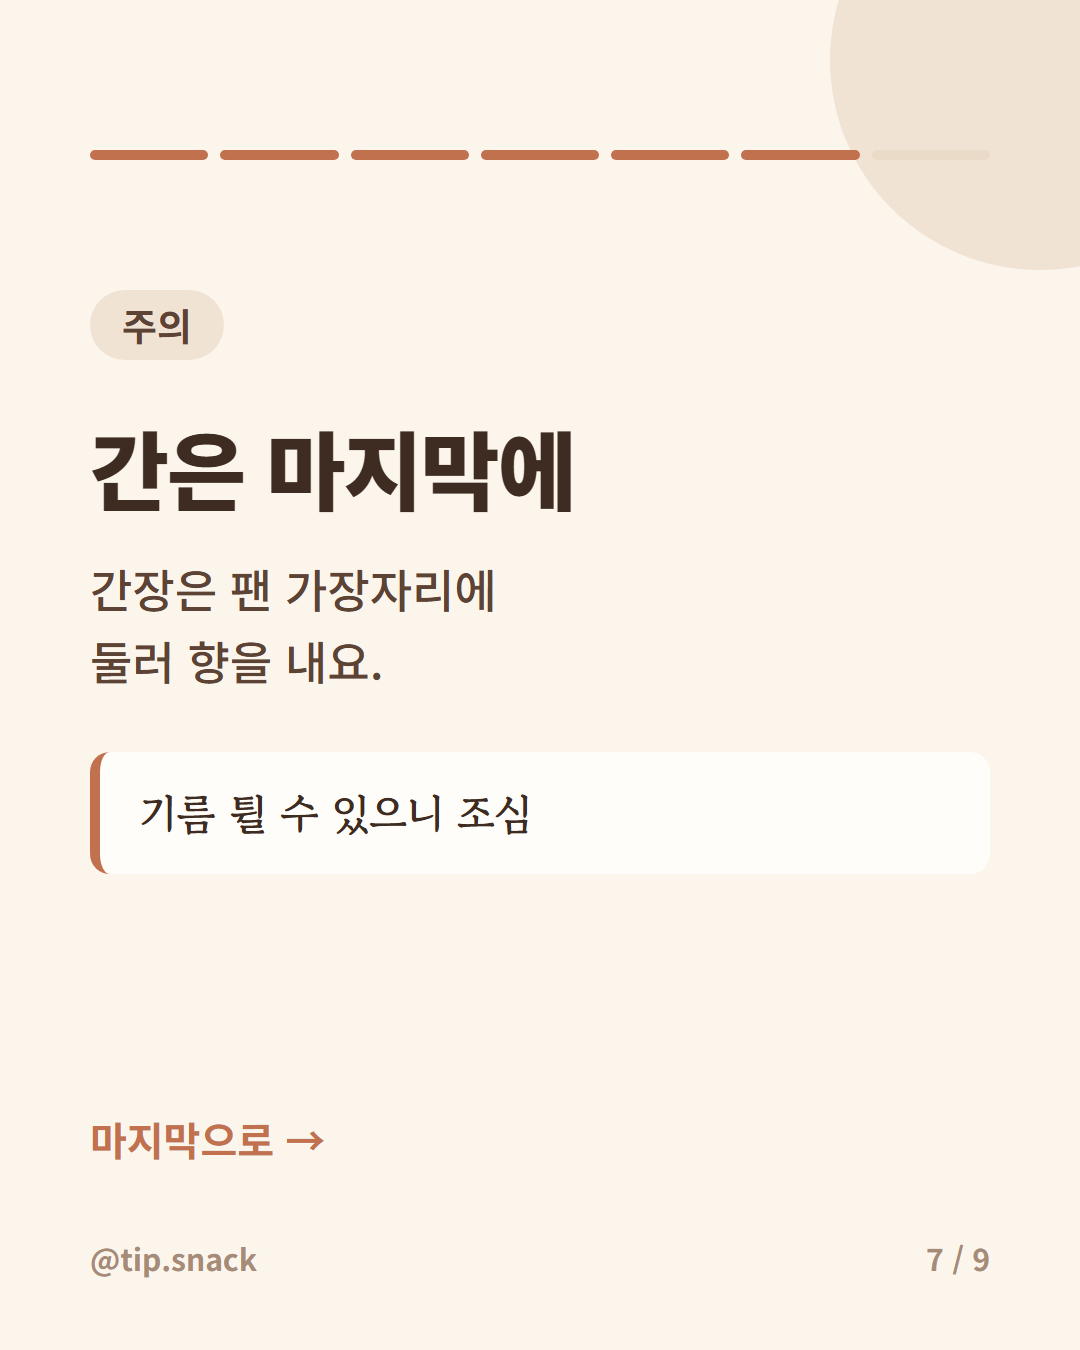 주의
간은 마지막에
간장은 팬 가장자리에
둘러 향을 내요.
기름 튈 수 있으니 조심
마지막으로 →
@tip.snack
7 / 9